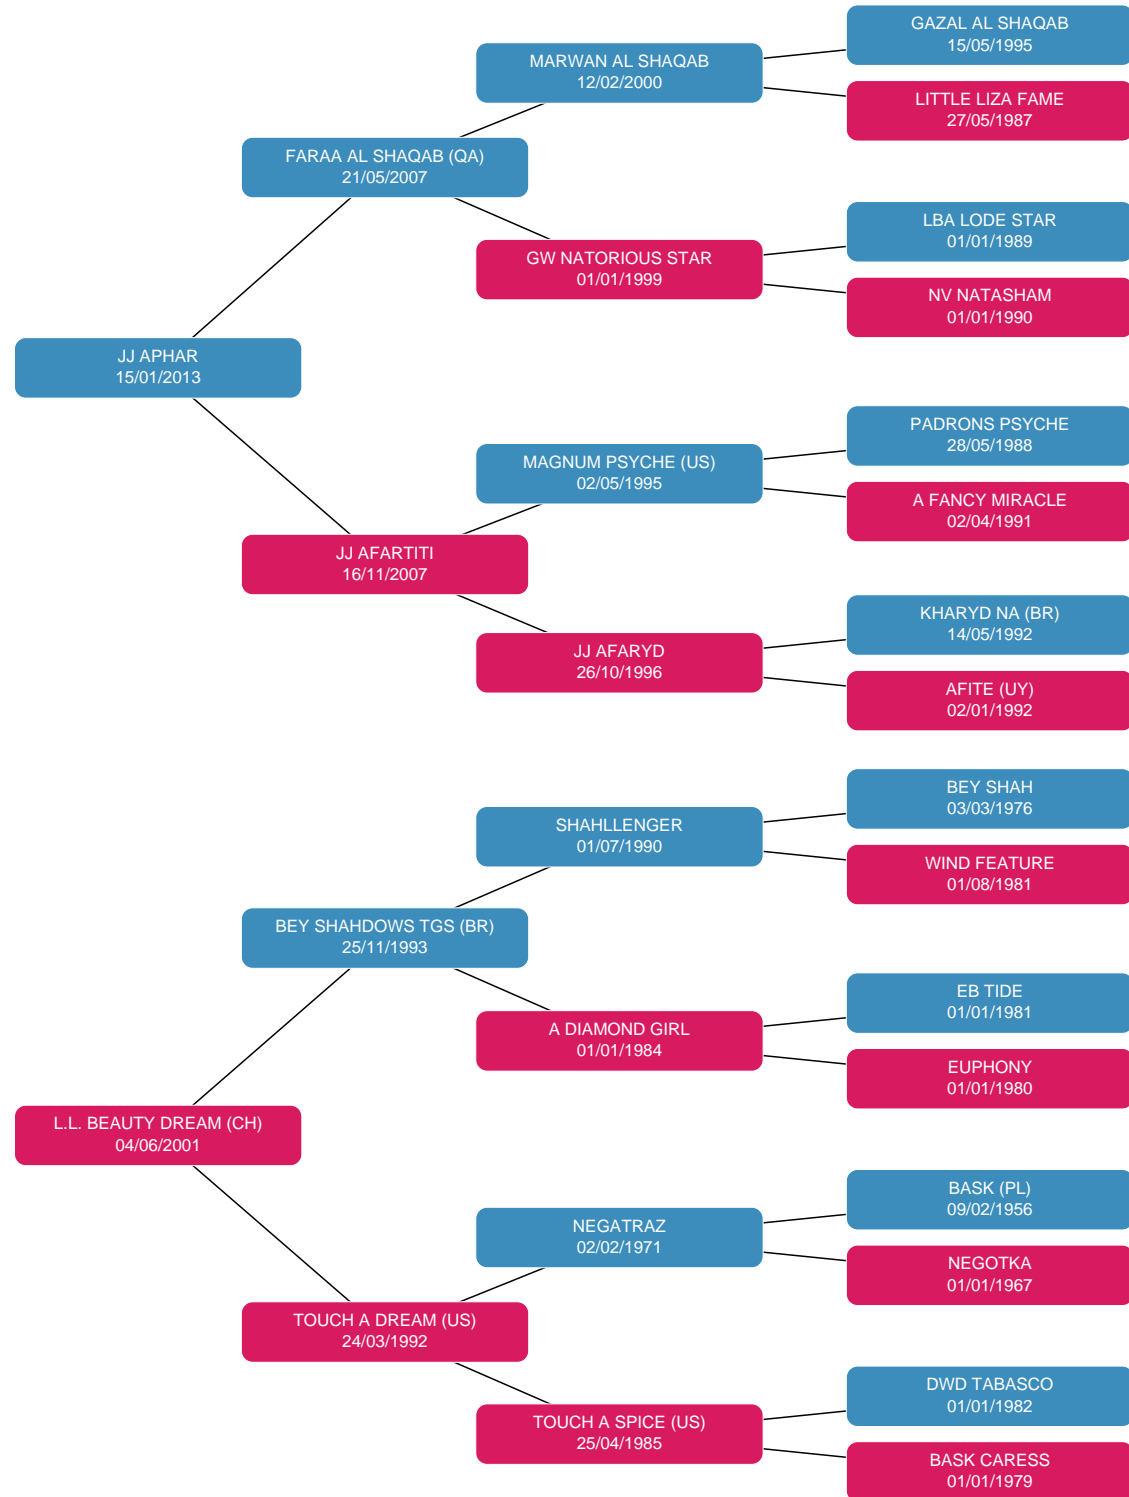 GAZAL AL SHAQAB
15/05/1995
MARWAN AL SHAQAB
12/02/2000
LITTLE LIZA FAME
27/05/1987
FARAA AL SHAQAB (QA)
21/05/2007
LBA LODE STAR
01/01/1989
GW NATORIOUS STAR
01/01/1999
NV NATASHAM
01/01/1990
JJ APHAR
15/01/2013
PADRONS PSYCHE
28/05/1988
MAGNUM PSYCHE (US)
02/05/1995
A FANCY MIRACLE
02/04/1991
JJ AFARTITI
16/11/2007
KHARYD NA (BR)
14/05/1992
JJ AFARYD
26/10/1996
AFITE (UY)
02/01/1992
BEY SHAH
03/03/1976
SHAHLLENGER
01/07/1990
WIND FEATURE
01/08/1981
BEY SHAHDOWS TGS (BR)
25/11/1993
EB TIDE
01/01/1981
A DIAMOND GIRL
01/01/1984
EUPHONY
01/01/1980
L.L. BEAUTY DREAM (CH)
04/06/2001
BASK (PL)
09/02/1956
NEGATRAZ
02/02/1971
NEGOTKA
01/01/1967
TOUCH A DREAM (US)
24/03/1992
DWD TABASCO
01/01/1982
TOUCH A SPICE (US)
25/04/1985
BASK CARESS
01/01/1979